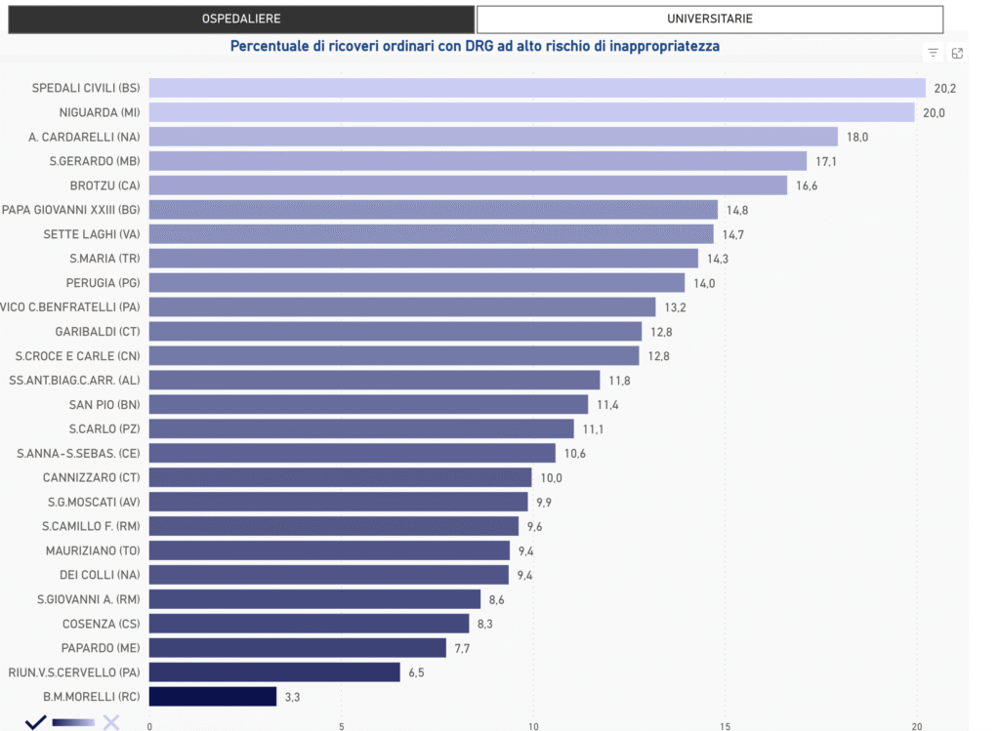 OSPEDALIERE
UNIVERSITARIE
Percentuale di ricoveri ordinari con DRG ad alto rischio di inappropriatezza
SPEDALI CIVILI (BS) 20,2
NIGUARDA (MI) 20,0
A. CARDARELLI (NA) 18,0
S.GERARDO (MB) 17,1
BROTZU (CA) 16,6
PAPA GIOVANNI XXIII (BG) 14,8
SETTE LAGHI (VA) 14,7
S.MARIA (TR) 14,3
PERUGIA (PG) 14,0
VICO C.BENFRATELLI (PA) 13,2
GARIBALDI (CT) 12,8
S.CROCE E CARLE (CN) 12,8
SS.ANT.BIAG.C.ARR. (AL) 11,8
SAN PIO (BN) 11,4
S.CARLO (PZ) 11,1
S.ANNA-S.SEBAS. (CE) 10,6
CANNIZZARO (CT) 10,0
S.G.MOSCATI (AV) 9,9
S.CAMILLO F. (RM) 9,6
MAURIZIANO (TO) 9,4
DEI COLLI (NA) 9,4
S.GIOVANNI A. (RM) 8,6
COSENZA (CS) 8,3
PAPARDO (ME) 7,7
RIUN.V.S.CERVELLO (PA) 6,5
B.M.MORELLI (RC) 3,3
0 5 10 15 20